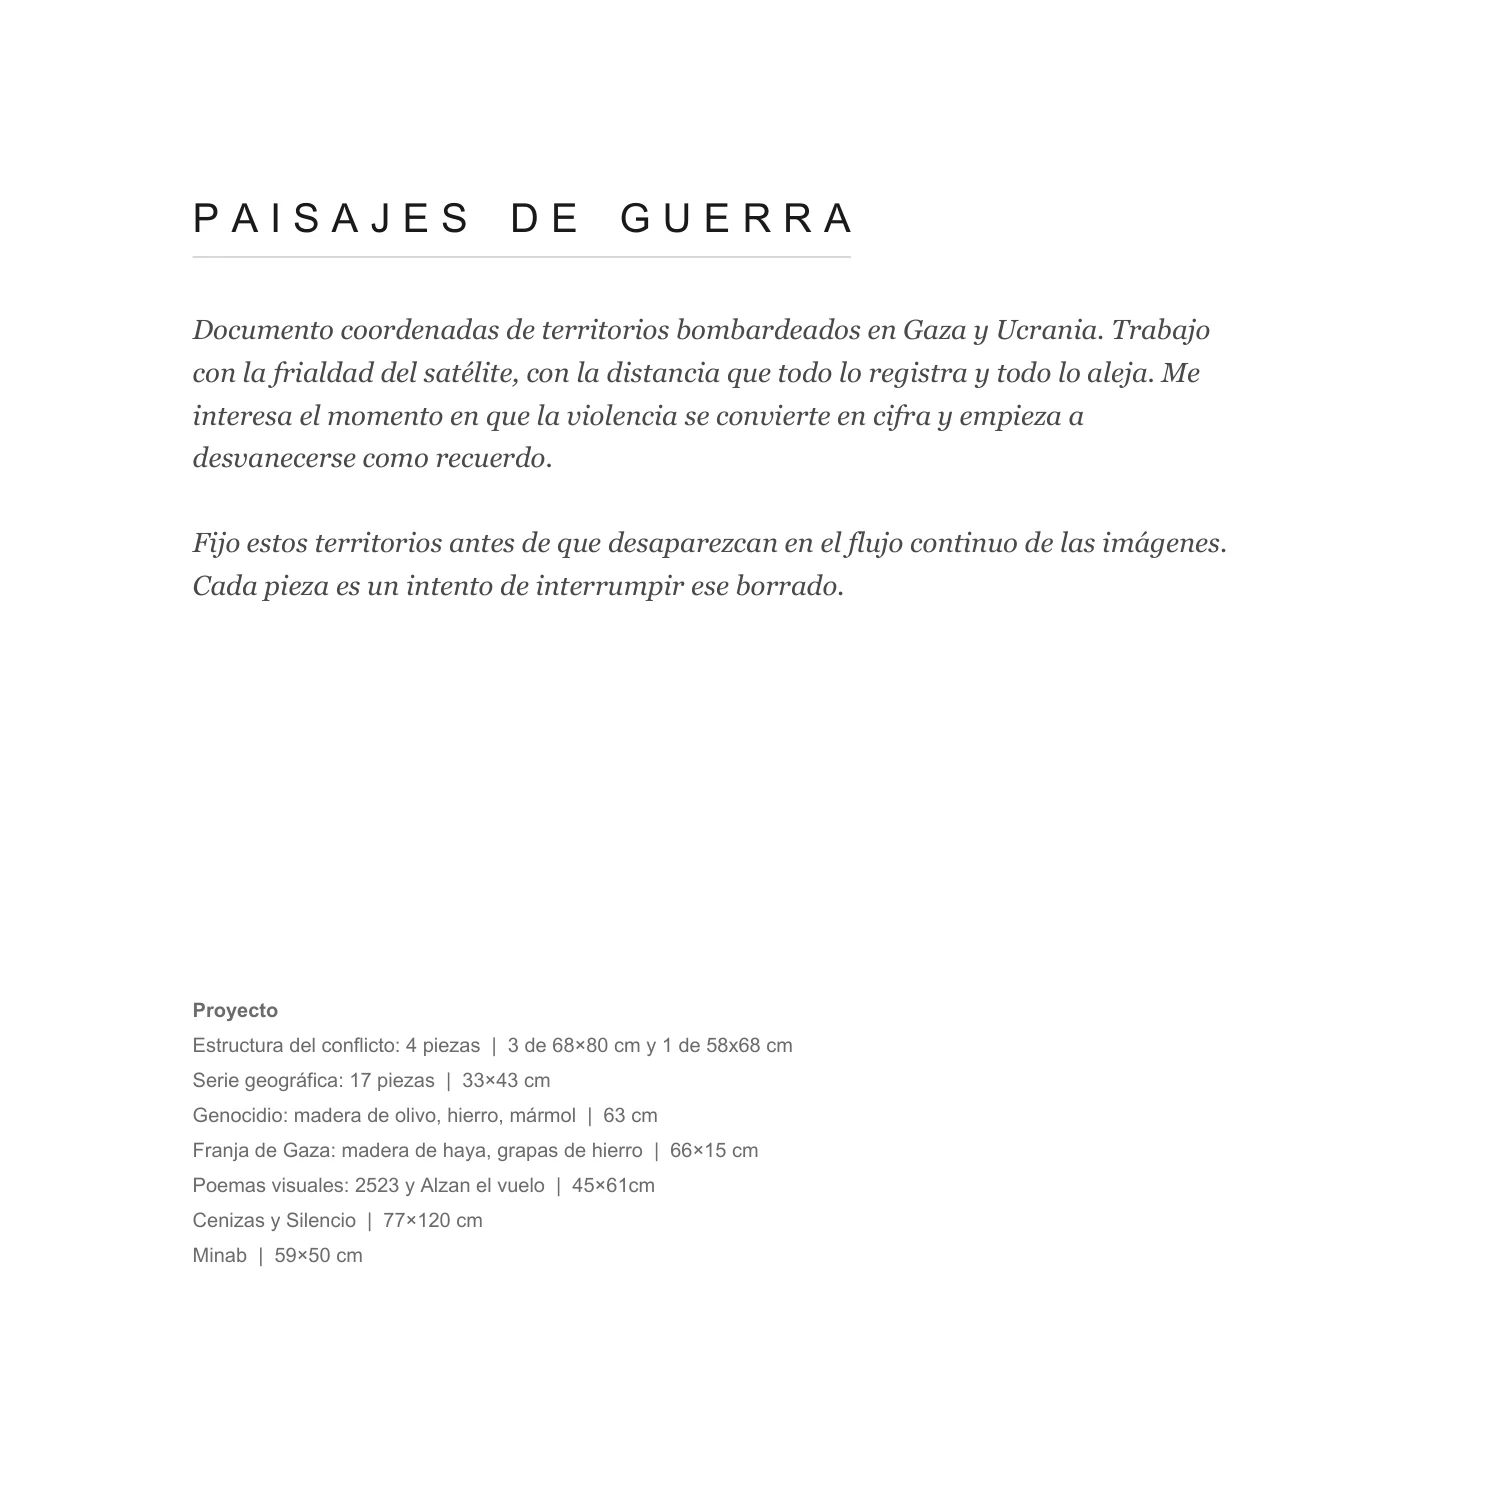 PAISAJES DE GUERRA
Documento coordenadas de territorios bombardeados en Gaza y Ucrania. Trabajo
con la frialdad del satélite, con la distancia que todo lo registra y todo lo aleja. Me
interesa el momento en que la violencia se convierte en cifra y empieza a
desvanecerse como recuerdo.
Fijo estos territorios antes de que desaparezcan en el flujo continuo de las imágenes.
Cada pieza es un intento de interrumpir ese borrado.
Proyecto
Estructura del conflicto: 4 piezas | 3 de 68×80 cm y 1 de 58x68 cm
Serie geográfica: 17 piezas | 33×43 cm
Genocidio: madera de olivo, hierro, mármol | 63 cm
Franja de Gaza: madera de haya, grapas de hierro | 66×15 cm
Poemas visuales: 2523 y Alzan el vuelo | 45×61cm
Cenizas y Silencio | 77×120 cm
Minab | 59×50 cm